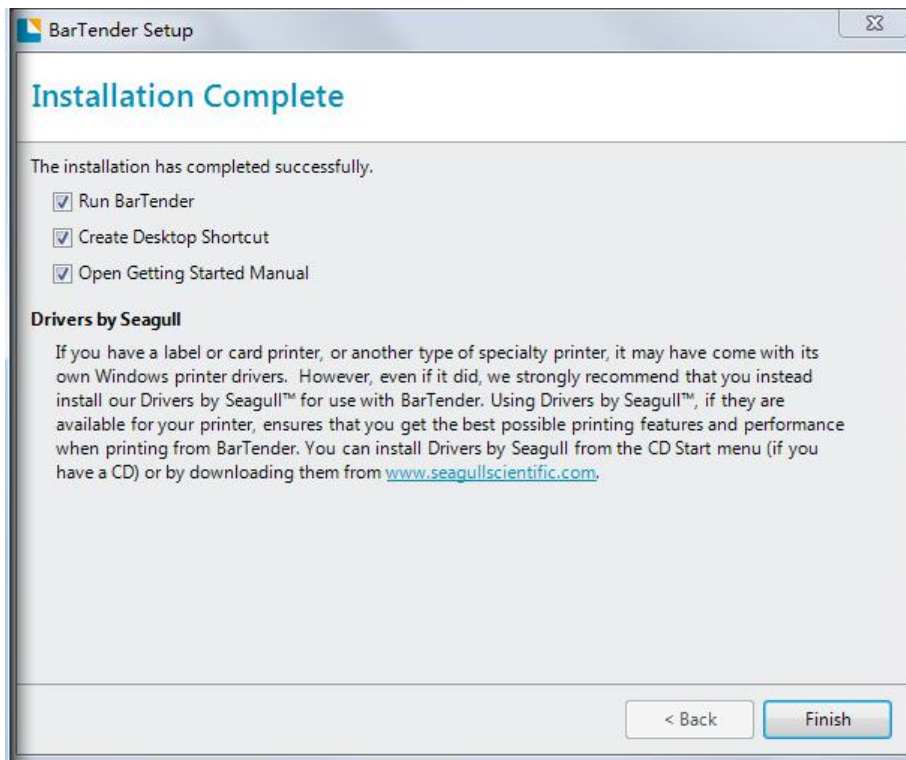 BarTender Setup
Installation Complete
The installation has completed successfully.
Run BarTender
Create Desktop Shortcut
Open Getting Started Manual
Drivers by Seagull
If you have a label or card printer, or another type of specialty printer, it may have come with its
own Windows printer drivers.  However, even if it did, we strongly recommend that you instead
install our Drivers by Seagull™ for use with BarTender. Using Drivers by Seagull™, if they are
available for your printer, ensures that you get the best possible printing features and performance
when printing from BarTender. You can install Drivers by Seagull from the CD Start menu (if you
have a CD) or by downloading them from www.seagullscientific.com.
< Back
Finish